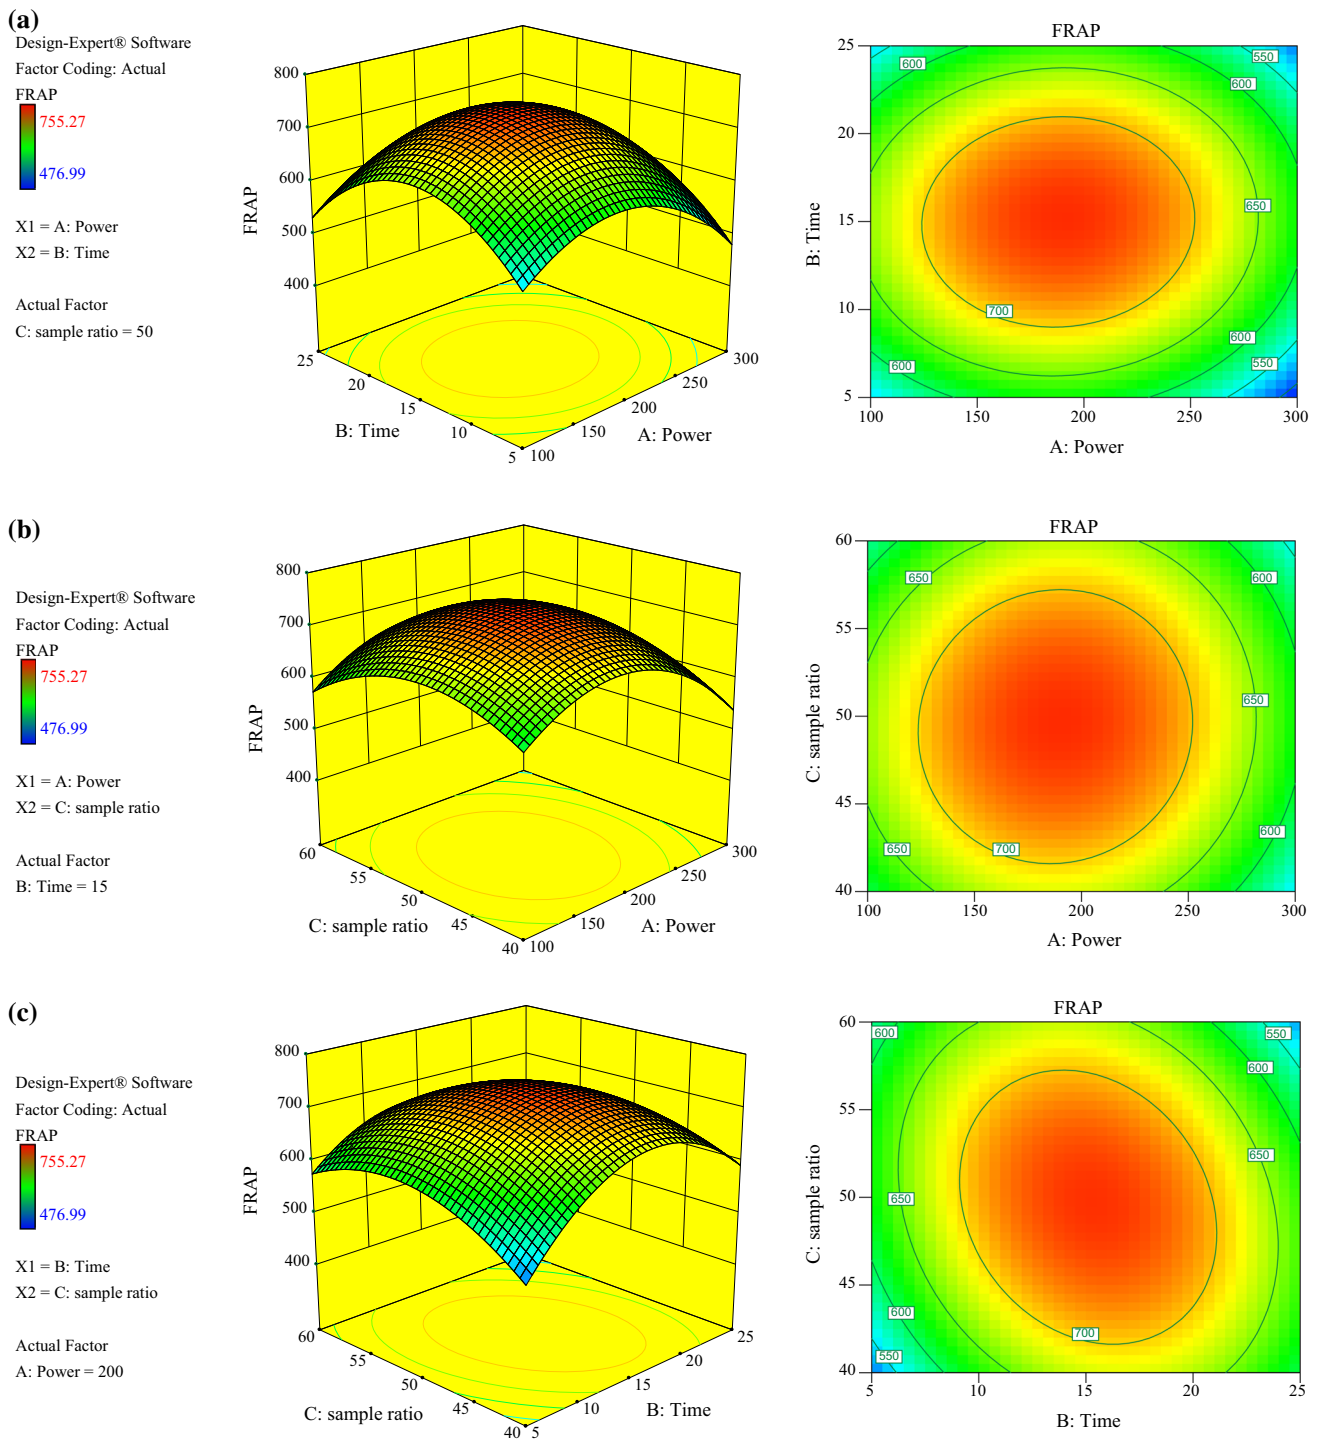 (a)
Design-Expert® Software
Factor Coding: Actual
FRAP
755.27
476.99
X1 = A: Power
X2 = B: Time
Actual Factor
C: sample ratio = 50
FRAP
800
700
600
500
400
25
20
15
10
5
B: Time
100
150
200
250
300
A: Power
FRAP
B: Time
25
20
15
10
5
600
550
600
650
700
600
600
550
100
150
200
250
300
A: Power
(b)
Design-Expert® Software
Factor Coding: Actual
FRAP
755.27
476.99
X1 = A: Power
X2 = C: sample ratio
Actual Factor
B: Time = 15
FRAP
800
700
600
500
400
60
55
50
45
40
C: sample ratio
100
150
200
250
300
A: Power
FRAP
C: sample ratio
60
55
50
45
40
650
600
650
600
650
700
100
150
200
250
300
A: Power
(c)
Design-Expert® Software
Factor Coding: Actual
FRAP
755.27
476.99
X1 = B: Time
X2 = C: sample ratio
Actual Factor
A: Power = 200
FRAP
800
700
600
500
400
60
55
50
45
40
C: sample ratio
5
10
15
20
25
B: Time
FRAP
C: sample ratio
60
55
50
45
40
600
550
600
650
650
600
700
550
5
10
15
20
25
B: Time